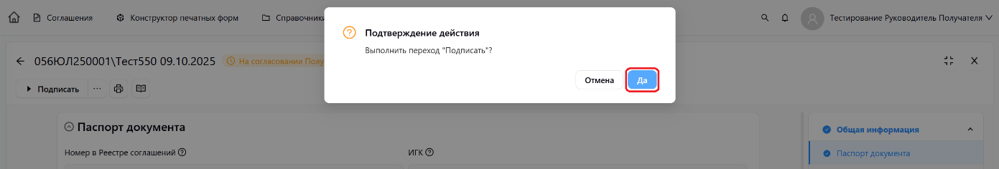 Соглашения Конструктор печатных форм Справочники Тестирование Руководитель Получателя
Подтверждение действия
Выполнить переход "Подписать"?
Отмена Да
056ЮЛ250001\Тест550 09.10.2025 На согласовании Полу
Подписать ...
Паспорт документа
Номер в Реестре соглашений ИГК
Общая информация
Паспорт документа